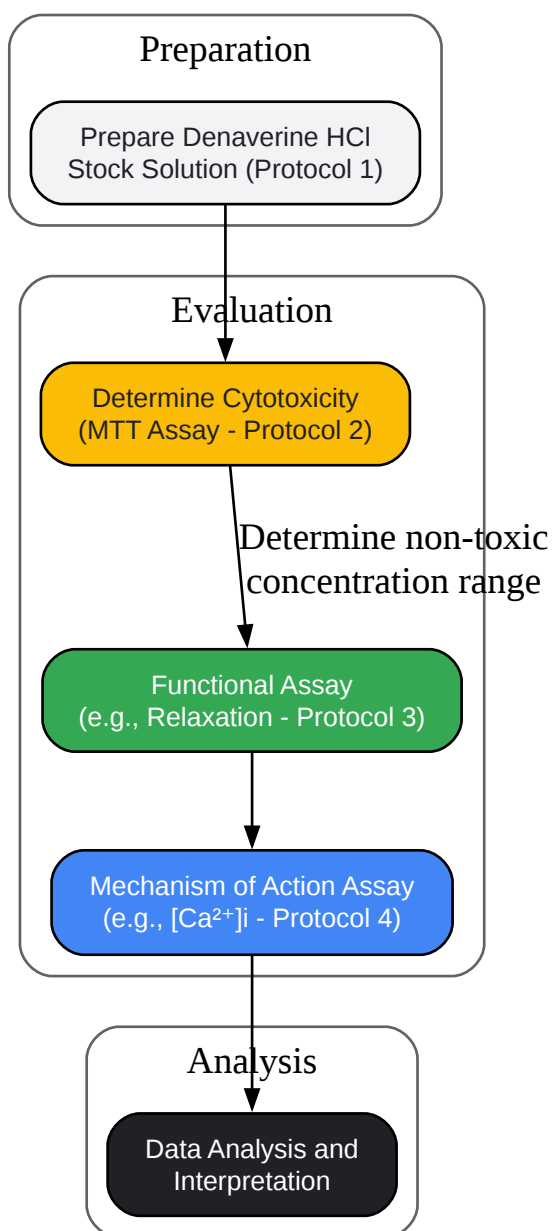 Preparation
Prepare Denaverine HCl
Stock Solution (Protocol 1)
Evaluation
Determine Cytotoxicity
(MTT Assay - Protocol 2)
Determine non-toxic
concentration range
Functional Assay
(e.g., Relaxation - Protocol 3)
Mechanism of Action Assay
(e.g., [Ca²⁺]i - Protocol 4)
Analysis
Data Analysis and
Interpretation